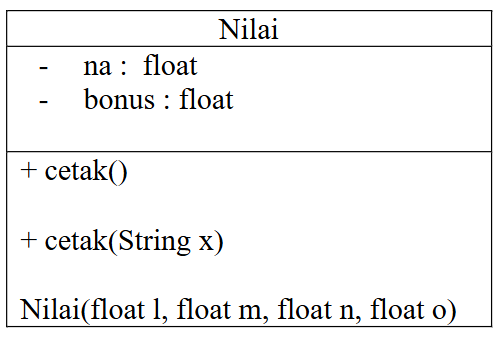 Nilai
- na : float
- bonus : float
+ cetak()
+ cetak(String x)
Nilai(float l, float m, float n, float o)